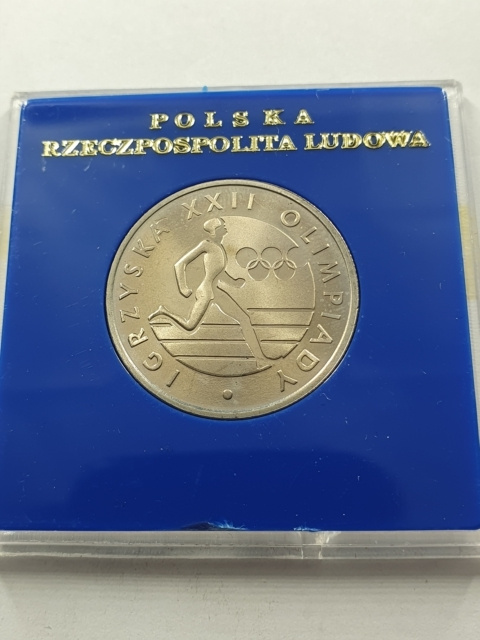 POLSKA
RZECZPOSPOLITA LUDOWA
IGRZYSKA XXII OLIMPIADY